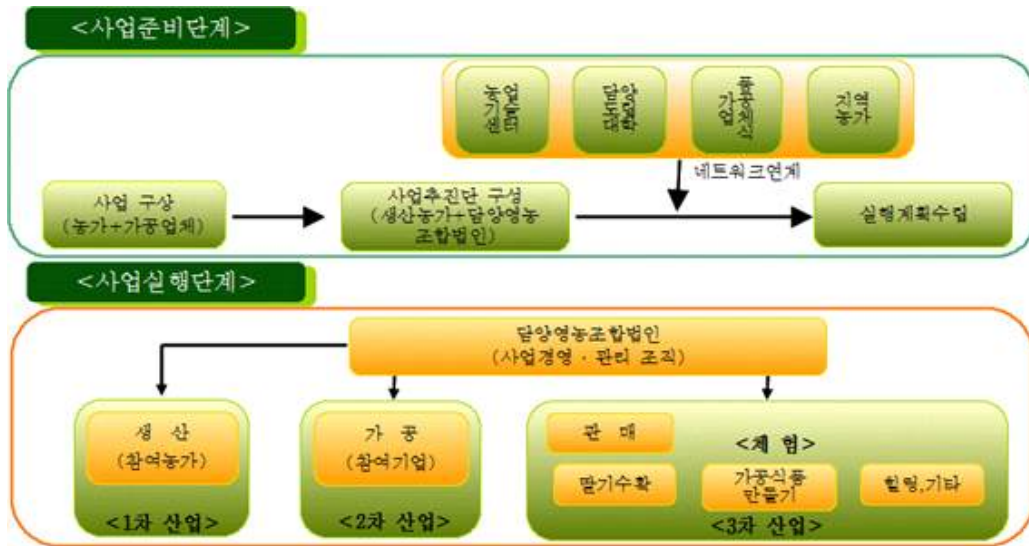 <사업준비단계>
농업
기술
센터
담양
가공
업체
지역
농가
네트워크연계
사업 구상
(농가+가공업체)
사업추진단 구성
(생산농가+담양영농
조합법인)
실행계획수립
<사업실행단계>
담양영농조합법인
(사업경영·관리 조직)
생 산
(참여농가)
<1차 산업>
가 공
(참여기업)
<2차 산업>
판 매
<체 험>
딸기수확
가공식품
만들기
힐링,기타
<3차 산업>